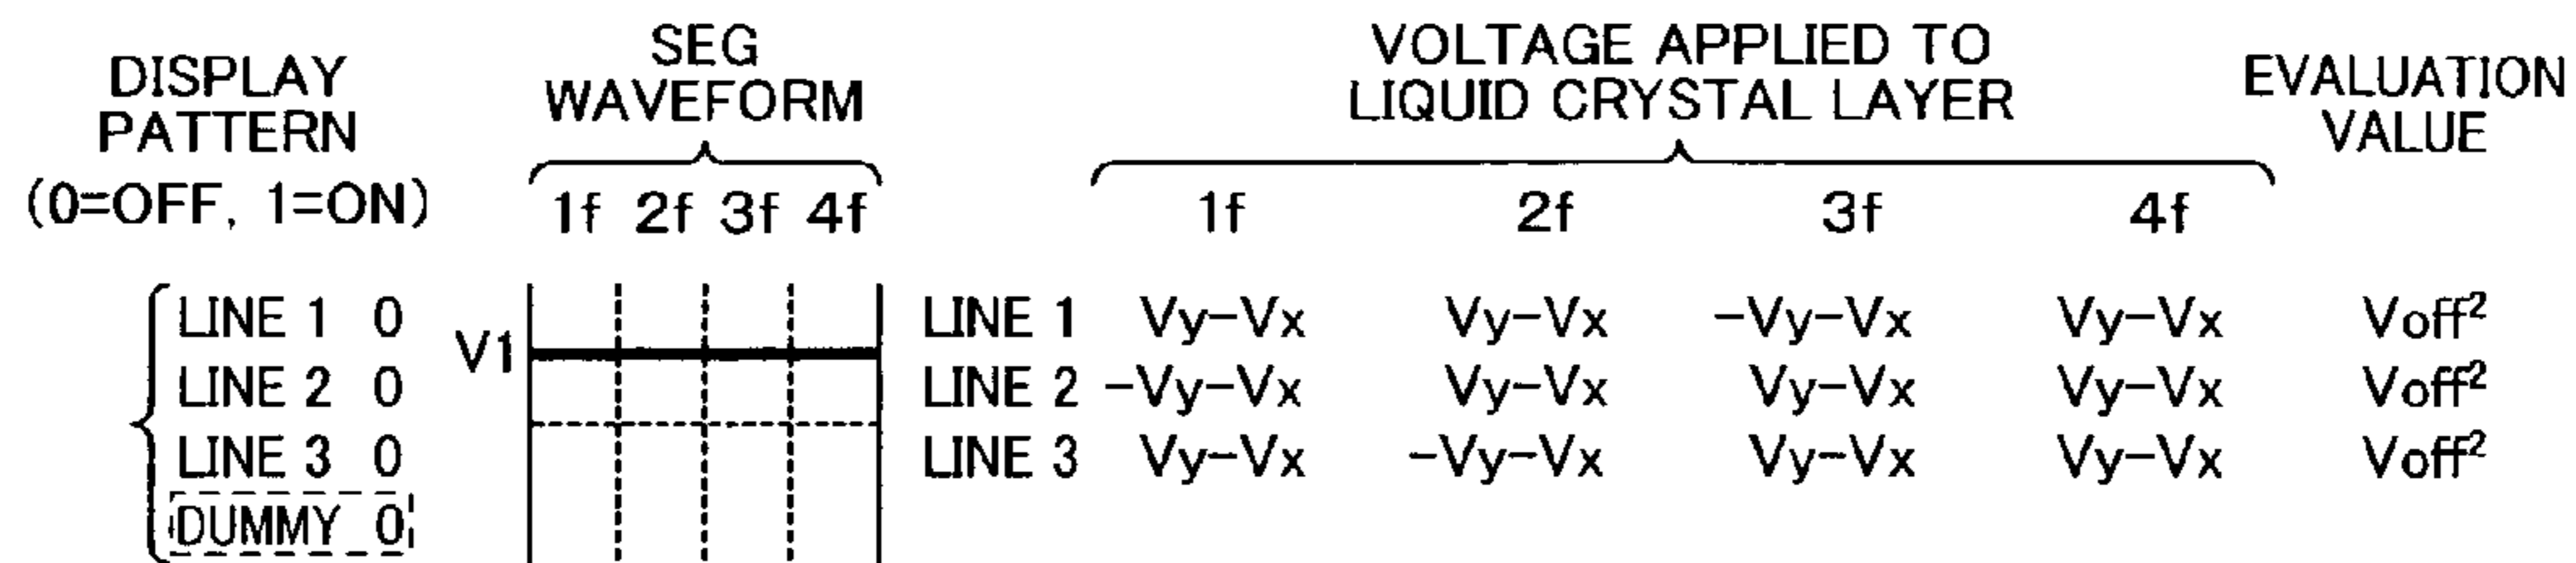 DISPLAY
PATTERN
(0=OFF, 1=ON)
SEG
WAVEFORM
1f 2f 3f 4f
VOLTAGE APPLIED TO
LIQUID CRYSTAL LAYER
1f 2f 3f 4f
EVALUATION
VALUE
LINE 1 0
LINE 2 0
LINE 3 0
DUMMY 0
V1
LINE 1 Vy-Vx Vy-Vx -Vy-Vx Vy-Vx Voff²
LINE 2 -Vy-Vx Vy-Vx Vy-Vx Vy-Vx Voff²
LINE 3 Vy-Vx -Vy-Vx Vy-Vx Vy-Vx Voff²